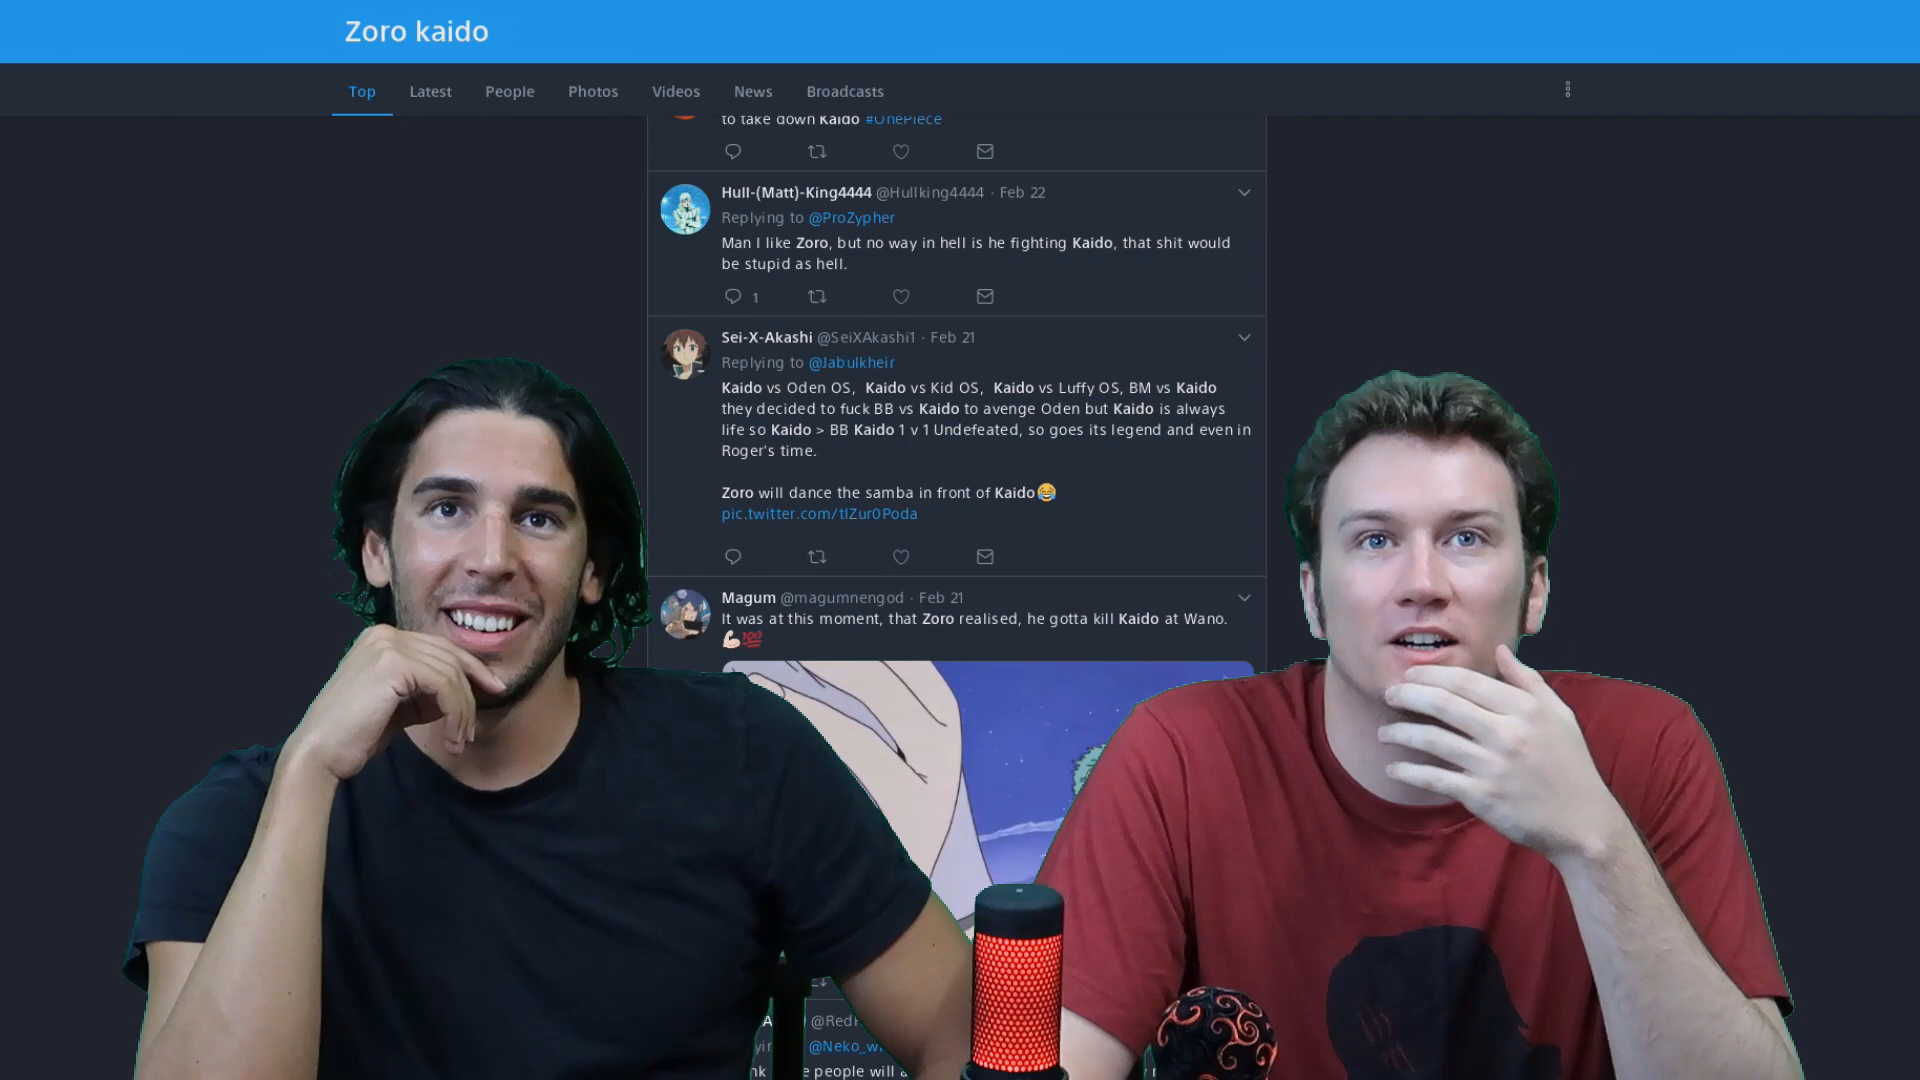 Zoro kaido
Top Latest People Photos Videos News Broadcasts
to take down Kaido #OnePiece
Hull-(Matt)-King4444 @Hullking4444 · Feb 22
Replying to @ProZypher
Man I like Zoro, but no way in hell is he fighting Kaido, that shit would
be stupid as hell.
1
Sei-X-Akashi @SeiXAkashi1 · Feb 21
Replying to @Jabulkheir
Kaido vs Oden OS, Kaido vs Kid OS, Kaido vs Luffy OS, BM vs Kaido
they decided to fuck BB vs Kaido to avenge Oden but Kaido is always
life so Kaido > BB Kaido 1 v 1 Undefeated, so goes its legend and even in
Roger's time.
Zoro will dance the samba in front of Kaido😂
pic.twitter.com/tIZur0Poda
Magum @magumnengod · Feb 21
It was at this moment, that Zoro realised, he gotta kill Kaido at Wano.
💪🏻💯
@Neko_w
people will a